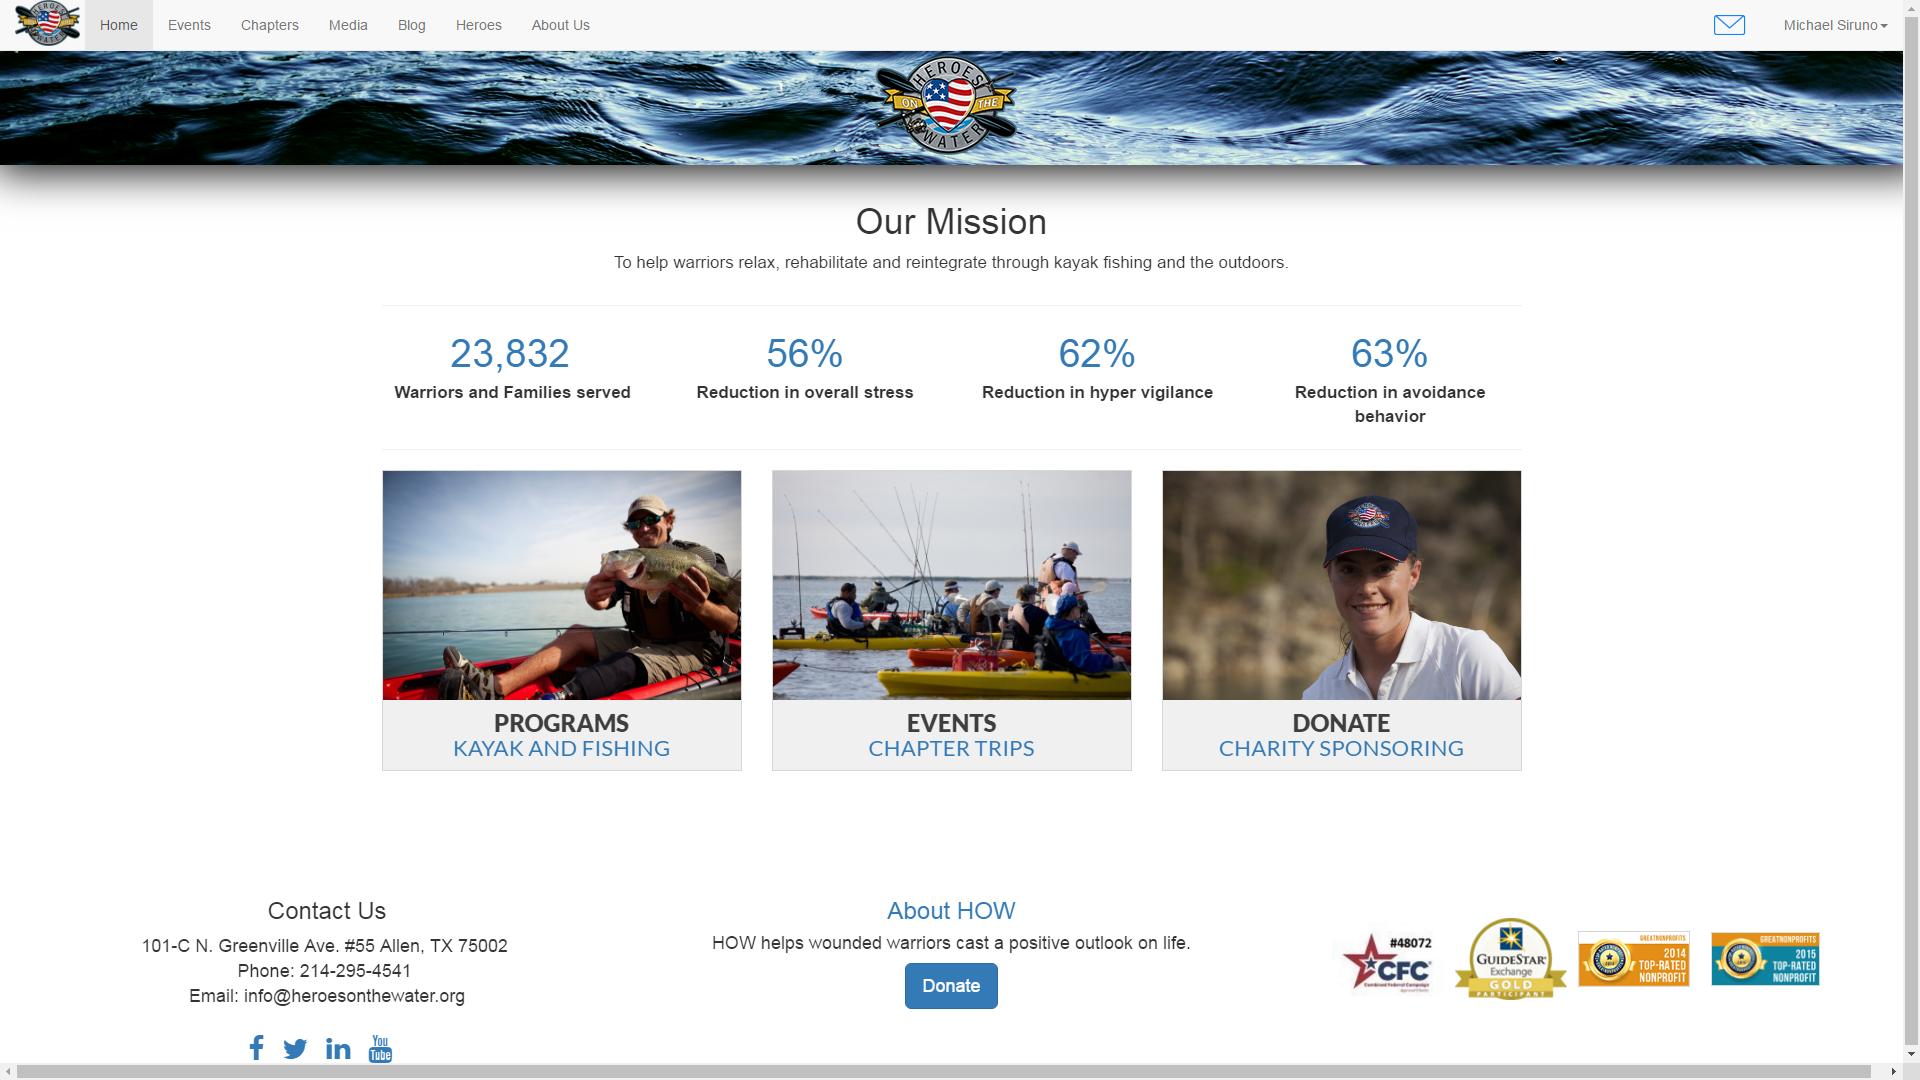 Home Events Chapters Media Blog Heroes About Us Michael Siruno
HEROES
ON THE
WATER
Our Mission
To help warriors relax, rehabilitate and reintegrate through kayak fishing and the outdoors.
23,832 56% 62% 63%
Warriors and Families served Reduction in overall stress Reduction in hyper vigilance Reduction in avoidance
behavior
PROGRAMS
KAYAK AND FISHING
EVENTS
CHAPTER TRIPS
DONATE
CHARITY SPONSORING
Contact Us
101-C N. Greenville Ave. #55 Allen, TX 75002
Phone: 214-295-4541
Email: info@heroesonthewater.org
You
Tube
About HOW
HOW helps wounded warriors cast a positive outlook on life.
Donate
#48072
CFC
Combined Federal Campaign
GUIDESTAR
Exchange
GOLD
PARTICIPANT
GREATNONPROFITS
2014
TOP-RATED
NONPROFIT
GREATNONPROFITS
2015
TOP-RATED
NONPROFIT